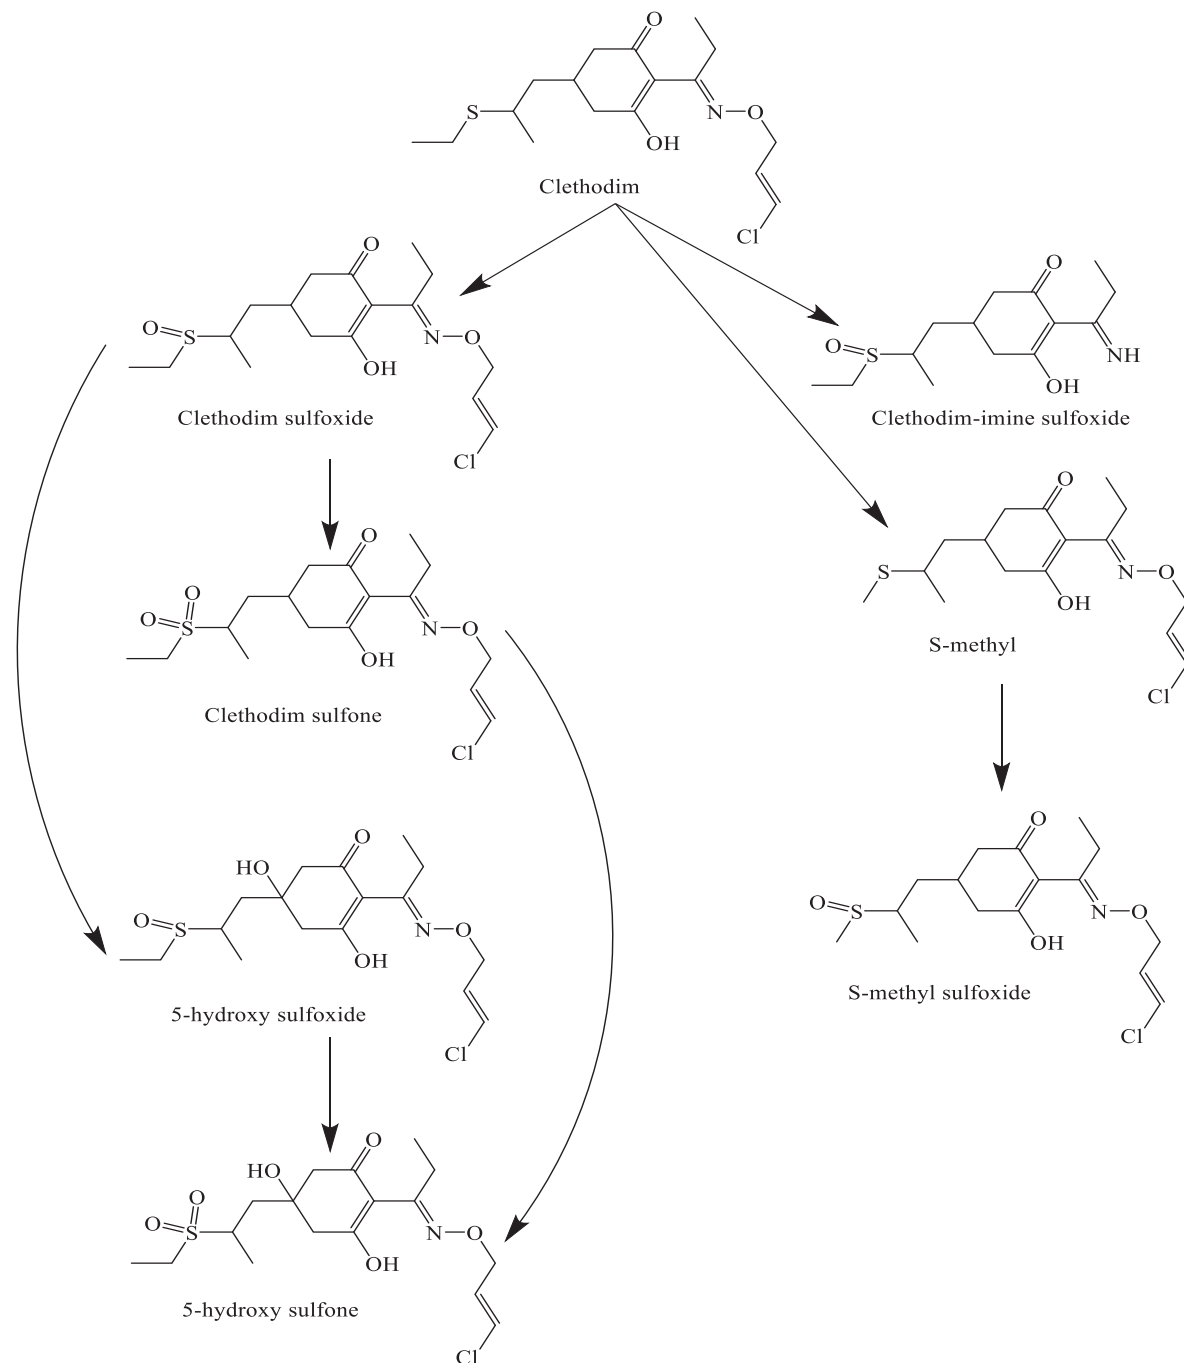 O
S
N
O
OH
Clethodim
Cl
O
O
S
N
O
OH
Clethodim sulfoxide
Cl
O
O
S
NH
OH
Clethodim-imine sulfoxide
O
S
N
O
OH
S-methyl
Cl
O
O
O
S
N
O
OH
Clethodim sulfone
Cl
O
HO
O
S
N
O
OH
5-hydroxy sulfoxide
Cl
O
O
S
N
O
OH
S-methyl sulfoxide
Cl
O
HO
O
O
S
N
O
OH
5-hydroxy sulfone
Cl